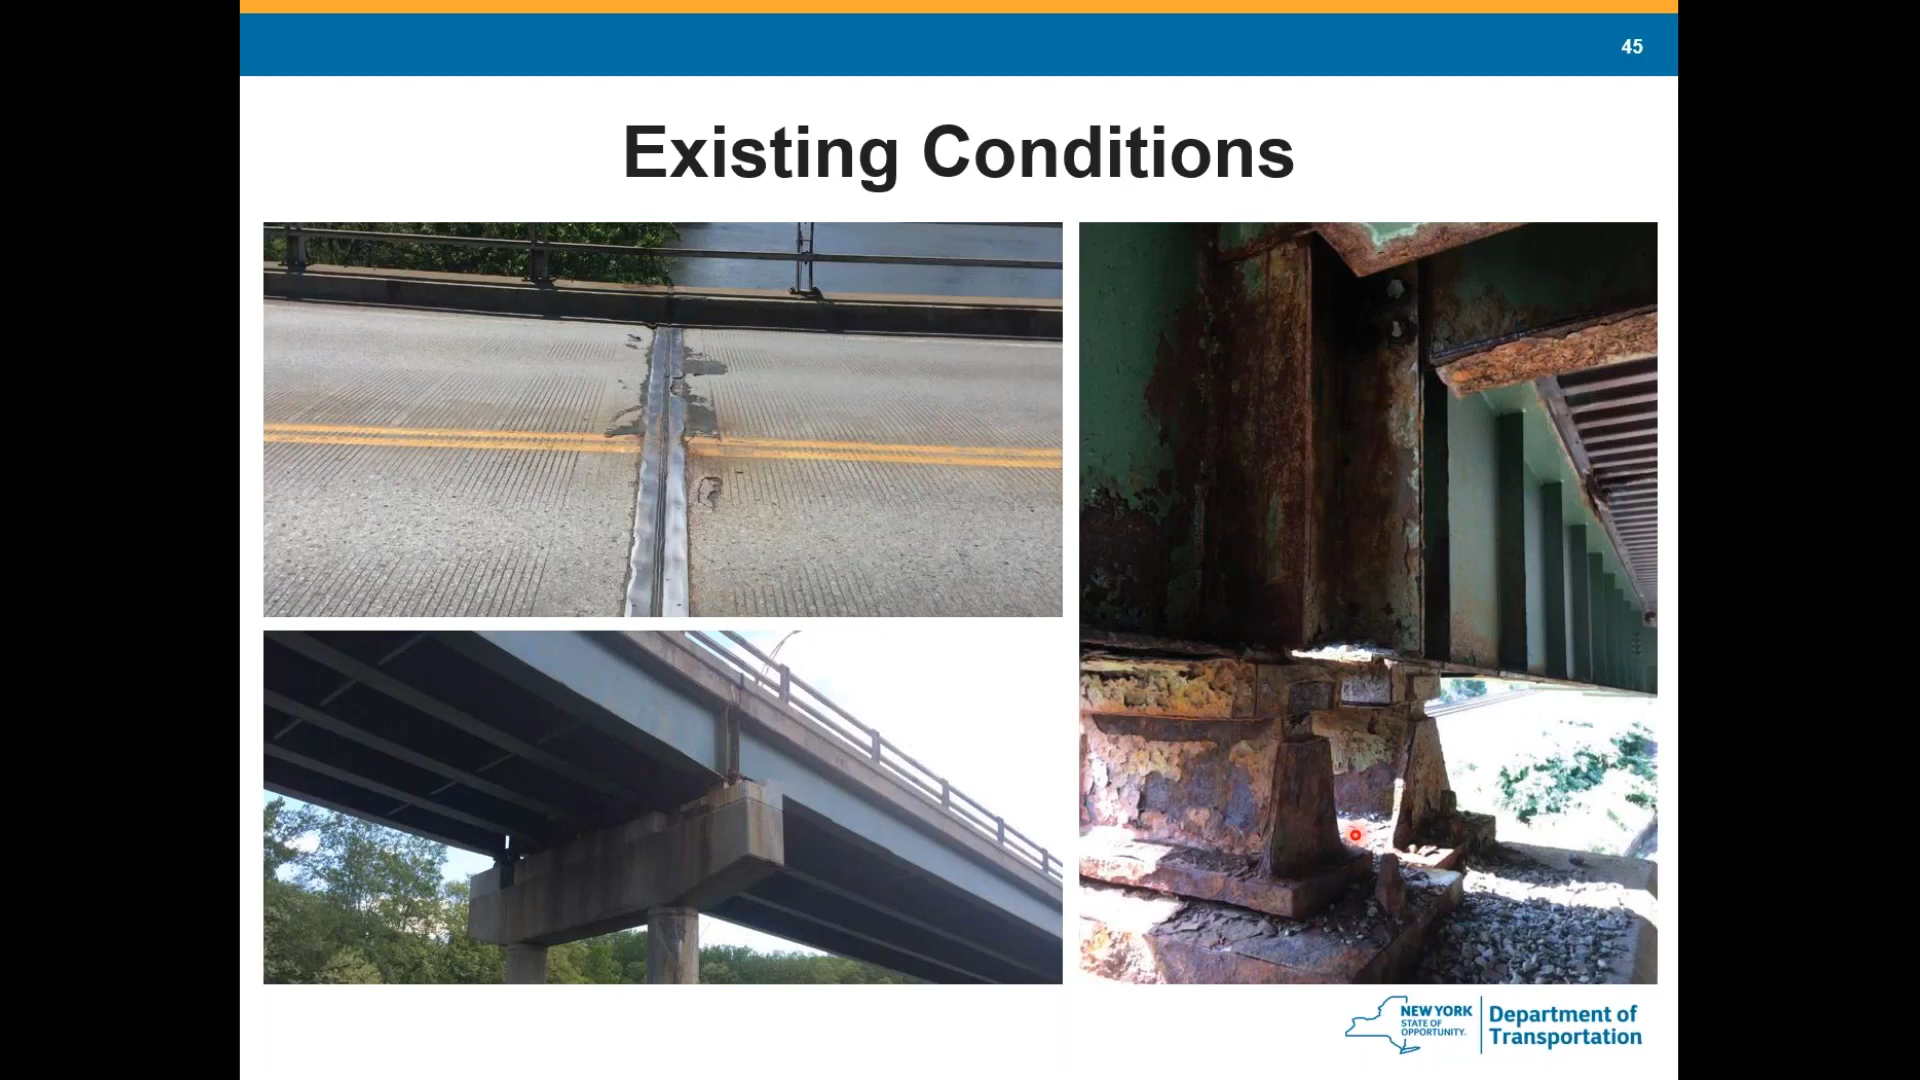 45
Existing Conditions
NEW YORK
STATE OF
OPPORTUNITY.
Department of
Transportation